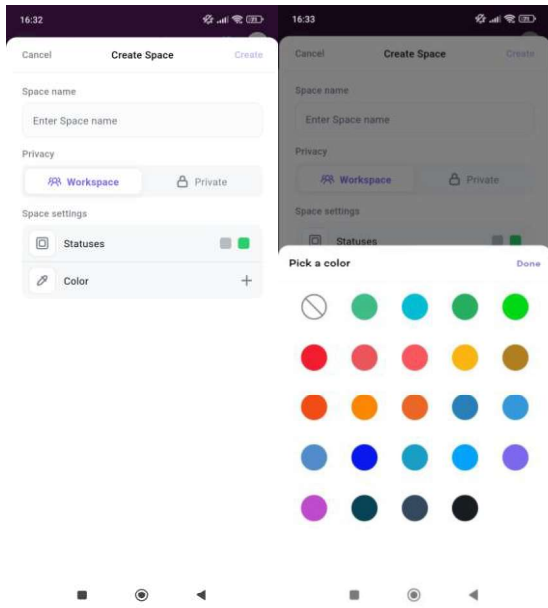 16:32
Cancel Create Space Create
Space name
Enter Space name
Privacy
Workspace Private
Space settings
Statuses
Color
16:33
Cancel Create Space Create
Space name
Enter Space name
Privacy
Workspace Private
Space settings
Statuses
Pick a color Done